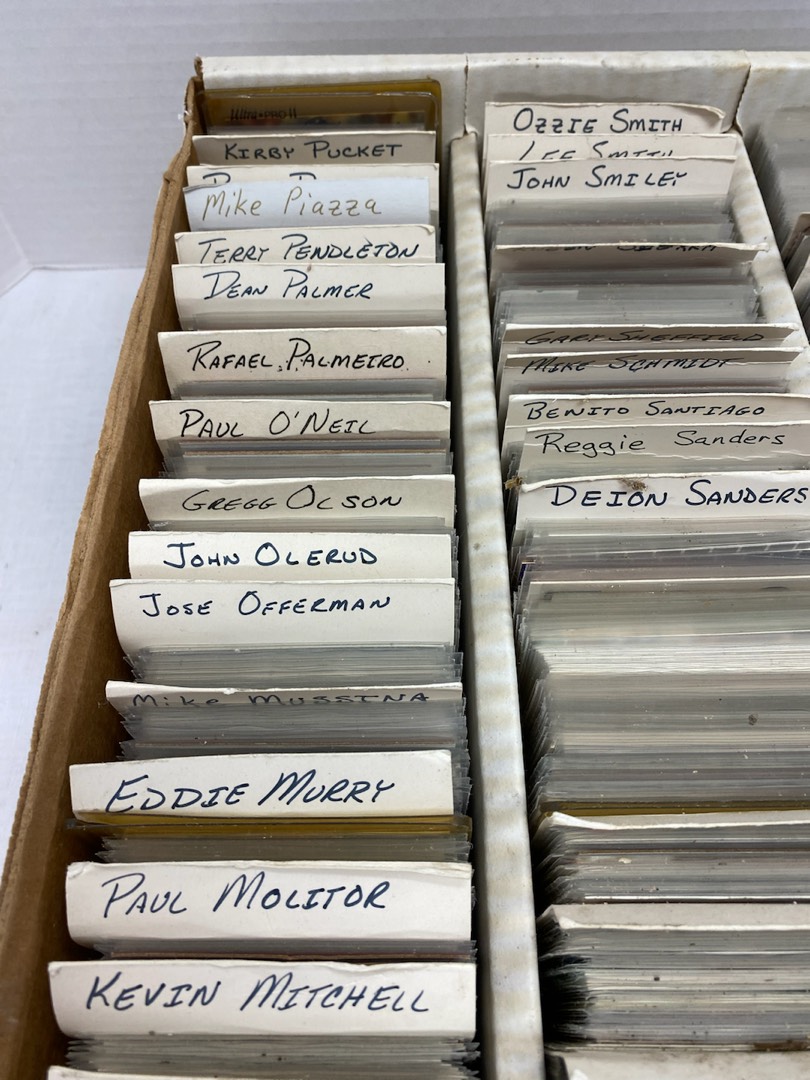 ultra•PRO
KIRBY PUCKET
Mike Piazza
TERRY PENDLETON
DEAN PALMER
RAFAEL PALMEIRO
PAUL O'NEIL
GREGG OLSON
JOHN OLERUD
JOSE OFFERMAN
Mike MUSSINA
EDDIE MURRY
PAUL MOLITOR
KEVIN MITCHELL
OZZIE SMITH
LEE SMITH
JOHN SMILEY
GARY SHEFFIELD
MIKE SCHMIDT
BENITO SANTIAGO
Reggie Sanders
DEION SANDERS